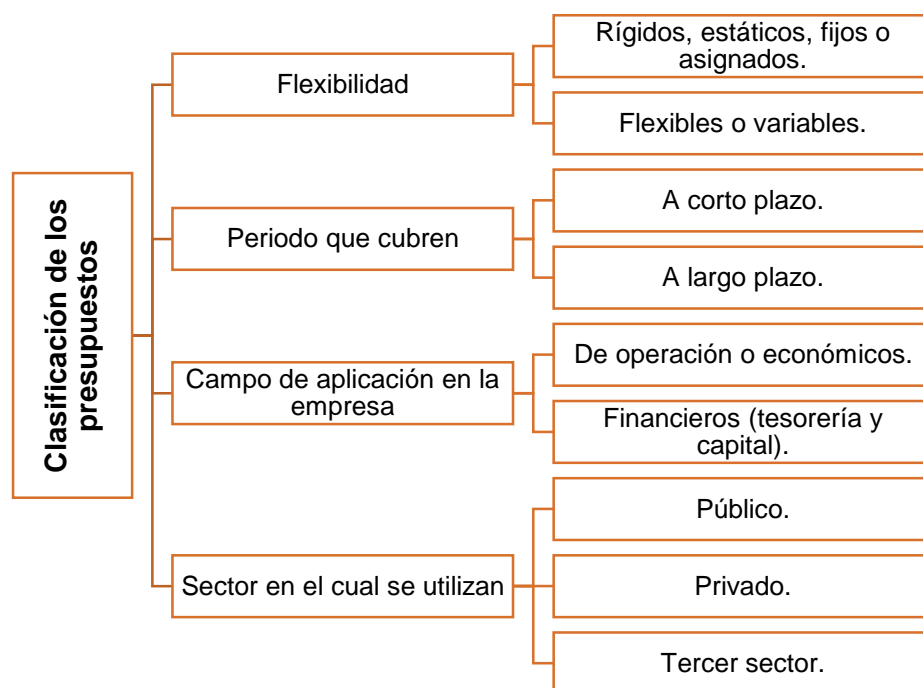 Clasificación de los
presupuestos
Flexibilidad
Rígidos, estáticos, fijos o
asignados.
Flexibles o variables.
Periodo que cubren
A corto plazo.
A largo plazo.
Campo de aplicación en la
empresa
De operación o económicos.
Financieros (tesorería y
capital).
Sector en el cual se utilizan
Público.
Privado.
Tercer sector.